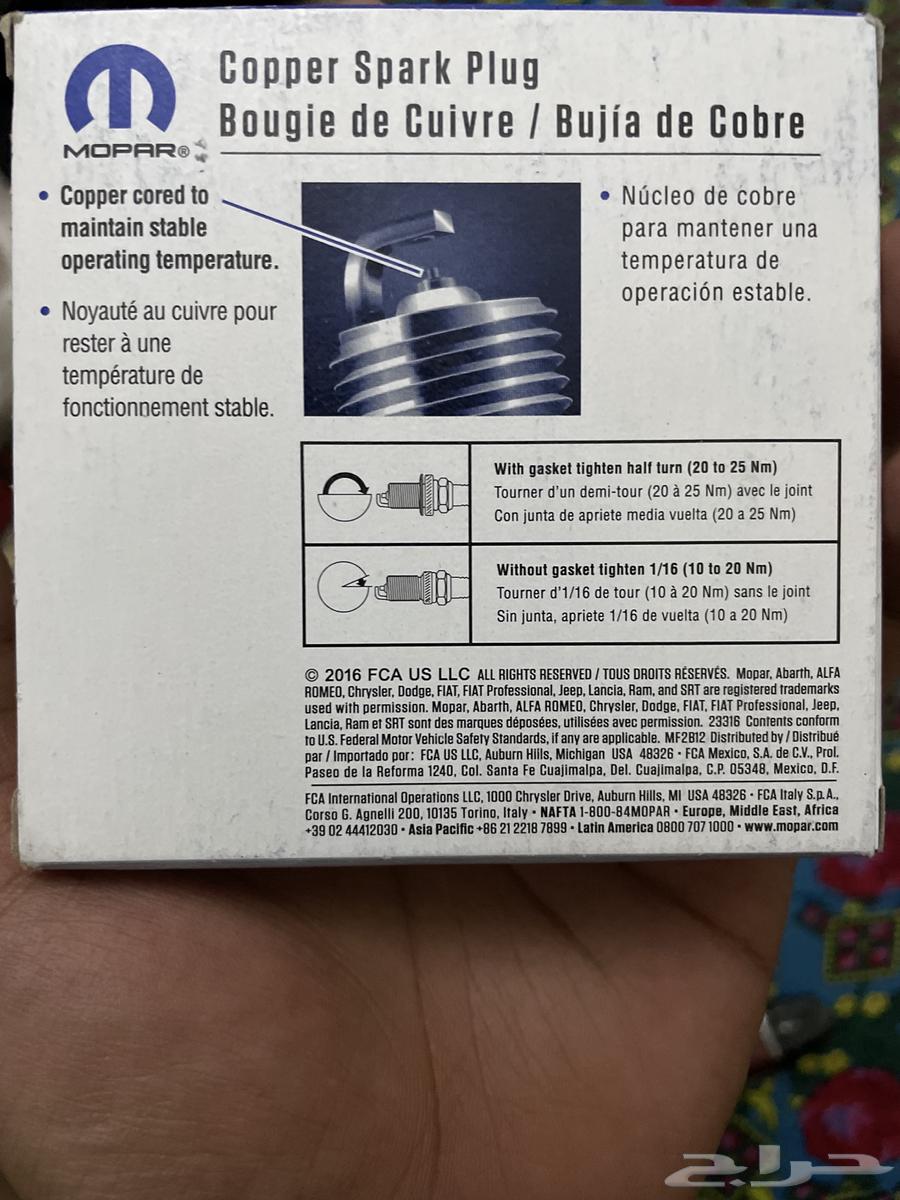 Copper Spark Plug
Bougie de Cuivre / Bujía de Cobre
MOPAR®
• Copper cored to
maintain stable
operating temperature.
• Noyauté au cuivre pour
rester à une
température de
fonctionnement stable.
• Núcleo de cobre
para mantener una
temperatura de
operación estable.
With gasket tighten half turn (20 to 25 Nm)
Tourner d'un demi-tour (20 à 25 Nm) avec le joint
Con junta de apriete media vuelta (20 a 25 Nm)
Without gasket tighten 1/16 (10 to 20 Nm)
Tourner d'1/16 de tour (10 à 20 Nm) sans le joint
Sin junta, apriete 1/16 de vuelta (10 a 20 Nm)
© 2016 FCA US LLC ALL RIGHTS RESERVED / TOUS DROITS RÉSERVÉS. Mopar, Abarth, ALFA
ROMEO, Chrysler, Dodge, FIAT, FIAT Professional, Jeep, Lancia, Ram, and SRT are registered trademarks
used with permission. Mopar, Abarth, ALFA ROMEO, Chrysler, Dodge, FIAT, FIAT Professional, Jeep,
Lancia, Ram et SRT sont des marques déposées, utilisées avec permission. 23316 Contents conform
to U.S. Federal Motor Vehicle Safety Standards, if any are applicable. MF2B12 Distributed by / Distribué
par / Importado por: FCA US LLC, Auburn Hills, Michigan USA 48326 • FCA Mexico, S.A. de C.V., Prol.
Paseo de la Reforma 1240, Col. Santa Fe Cuajimalpa, Del. Cuajimalpa, C.P. 05348, Mexico, D.F.
FCA International Operations LLC, 1000 Chrysler Drive, Auburn Hills, MI USA 48326 • FCA Italy S.p.A.,
Corso G. Agnelli 200, 10135 Torino, Italy • NAFTA 1-800-84MOPAR • Europe, Middle East, Africa
+39 02 44412030 • Asia Pacific +86 21 2218 7899 • Latin America 0800 707 1000 • www.mopar.com
حراج